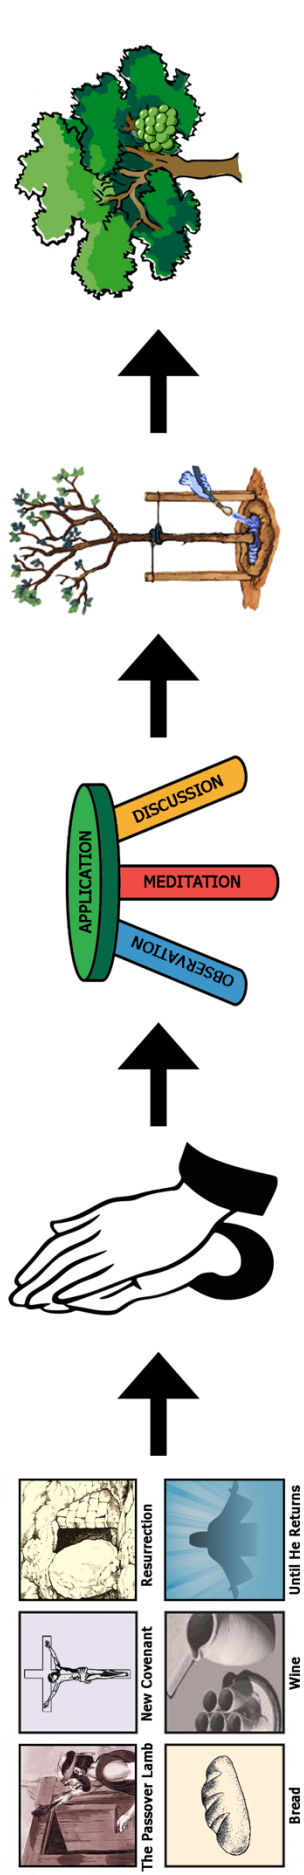 The Passover Lamb
New Covenant
Resurrection
Bread
Wine
Until He Returns
APPLICATION
OBSERVATION
MEDITATION
DISCUSSION